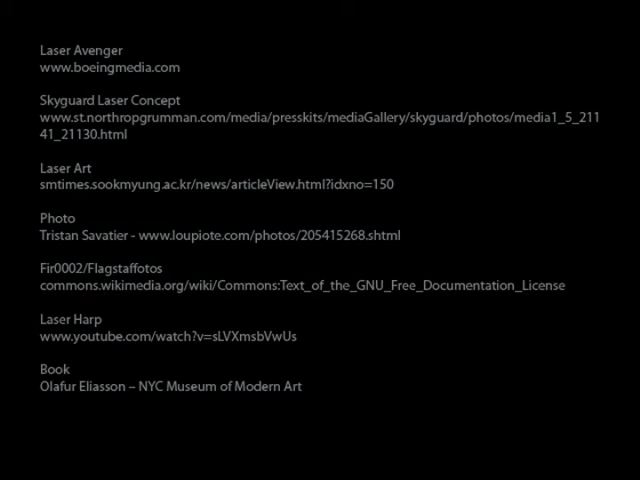 Laser Avenger
www.boeingmedia.com
Skyguard Laser Concept
www.st.northropgrumman.com/media/presskits/mediaGallery/skyguard/photos/media1_5_211
41_21130.html
Laser Art
smtimes.sookmyung.ac.kr/news/articleView.html?idxno=150
Photo
Tristan Savatier - www.loupiote.com/photos/205415268.shtml
Fir0002/Flagstaffotos
commons.wikimedia.org/wiki/Commons:Text_of_the_GNU_Free_Documentation_License
Laser Harp
www.youtube.com/watch?v=sLVXmsbVwUs
Book
Olafur Eliasson – NYC Museum of Modern Art